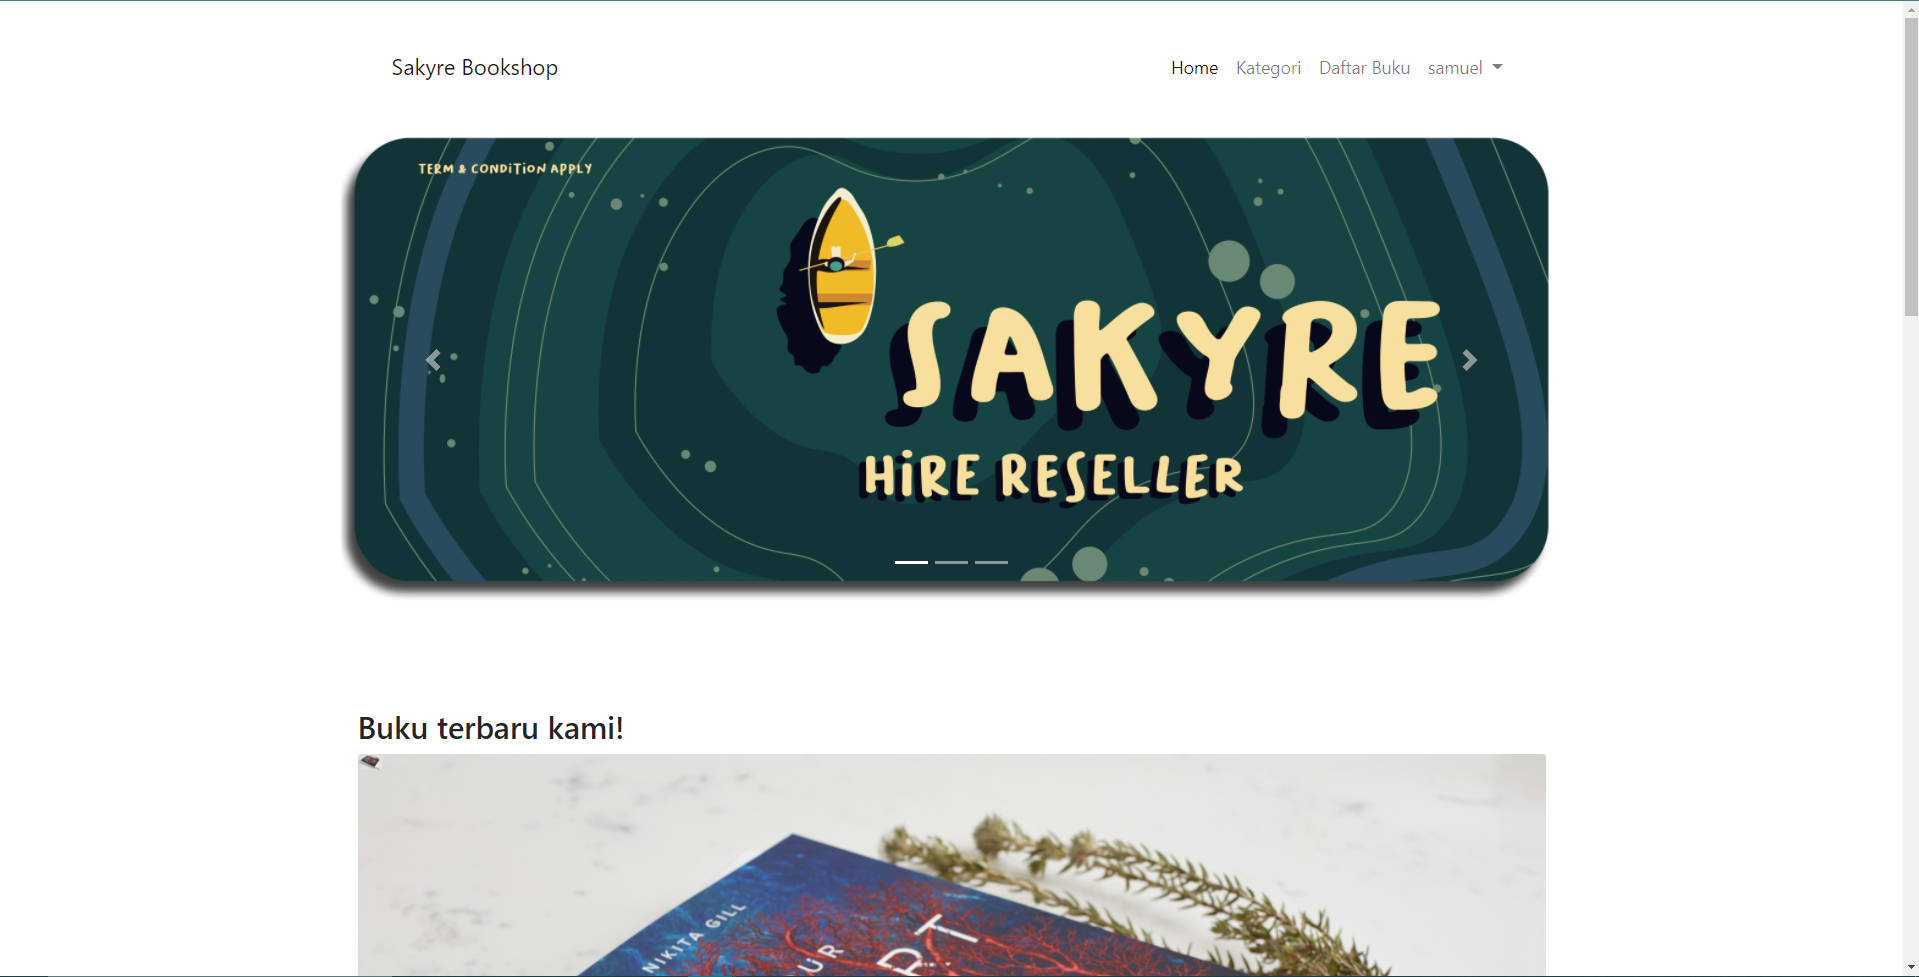 Sakyre Bookshop
Home Kategori Daftar Buku samuel
TERM & CONDITION APPLY
SAKYRE
HIRE RESELLER
Buku terbaru kami!
NIKITA GILL